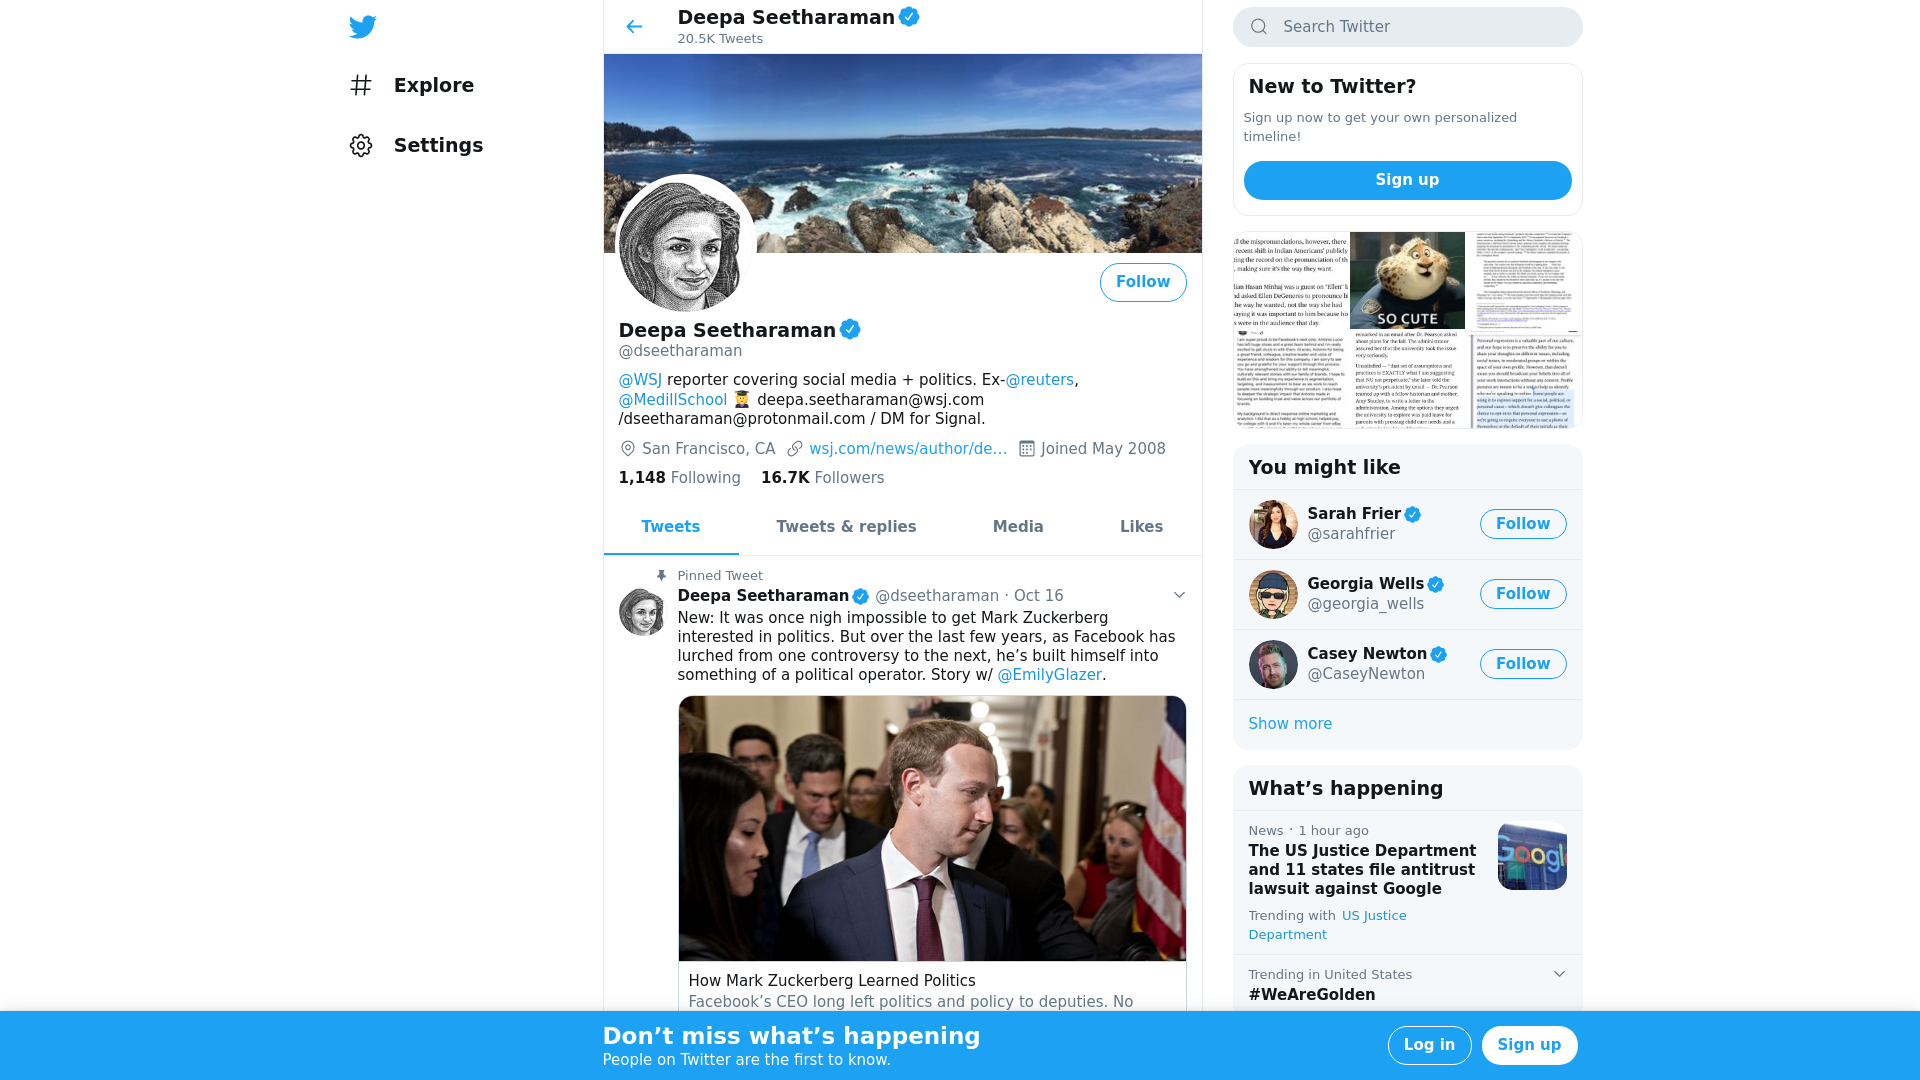 Explore
Settings
Deepa Seetharaman
20.5K Tweets
Follow
Deepa Seetharaman
@dseetharaman
@WSJ reporter covering social media + politics. Ex-@reuters,
@MedillSchool 👩‍🎓 deepa.seetharaman@wsj.com
/dseetharaman@protonmail.com / DM for Signal.
San Francisco, CA wsj.com/news/author/de… Joined May 2008
1,148 Following 16.7K Followers
Tweets Tweets & replies Media Likes
Pinned Tweet
Deepa Seetharaman @dseetharaman · Oct 16
New: It was once nigh impossible to get Mark Zuckerberg
interested in politics. But over the last few years, as Facebook has
lurched from one controversy to the next, he’s built himself into
something of a political operator. Story w/ @EmilyGlazer.
How Mark Zuckerberg Learned Politics
Facebook’s CEO long left politics and policy to deputies. No
Search Twitter
New to Twitter?
Sign up now to get your own personalized
timeline!
Sign up
SO CUTE
You might like
Sarah Frier
@sarahfrier
Follow
Georgia Wells
@georgia_wells
Follow
Casey Newton
@CaseyNewton
Follow
Show more
What’s happening
News · 1 hour ago
The US Justice Department
and 11 states file antitrust
lawsuit against Google
Trending with US Justice
Department
Trending in United States
#WeAreGolden
Don’t miss what’s happening
People on Twitter are the first to know.
Log in
Sign up